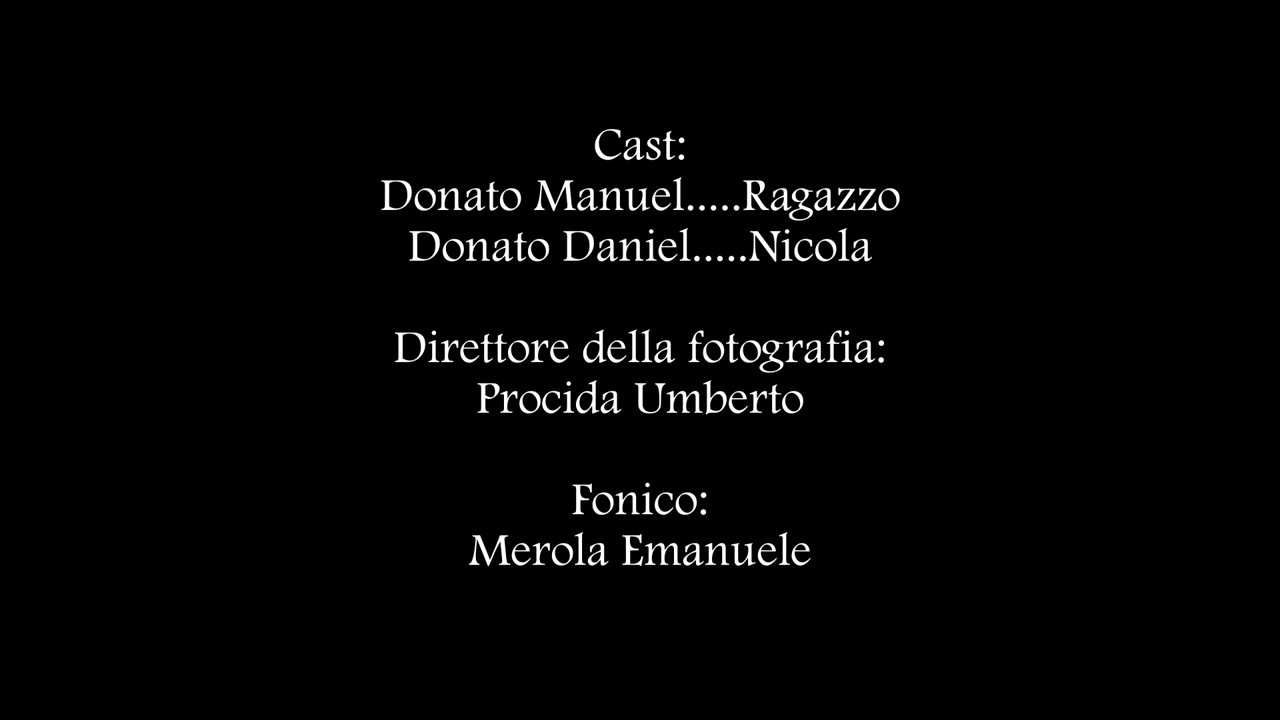 Cast:
Donato Manuel.....Ragazzo
Donato Daniel.....Nicola
Direttore della fotografia:
Procida Umberto
Fonico:
Merola Emanuele